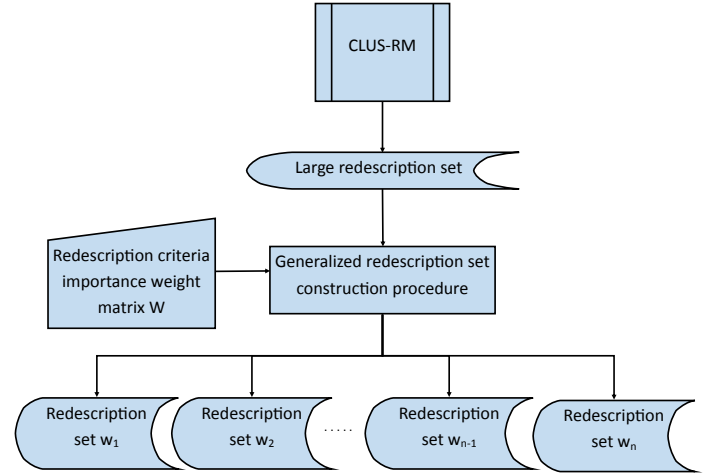 CLUS-RM
Large redescription set
Redescription criteria
importance weight
matrix W
Generalized redescription set
construction procedure
Redescription
set w₁
Redescription
set w₂
.....
Redescription
set wₙ₋₁
Redescription
set wₙ